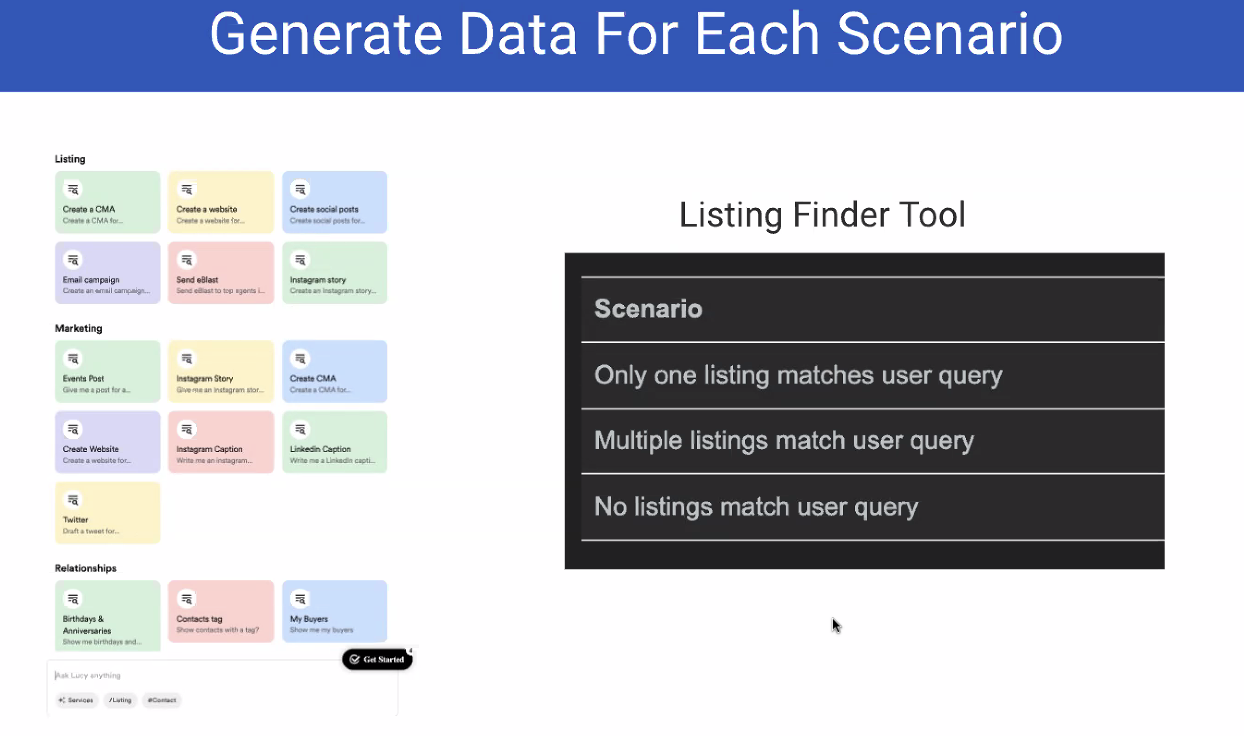 Generate Data For Each Scenario
Listing
Create a CMA
Create a CMA for...
Create a website
Create a website for...
Create social posts
Create social posts for...
Email campaign
Create an email campaign...
Send eBlast
Send eBlast to top agents i...
Instagram story
Create an Instagram story...
Marketing
Events Post
Give me a post for a...
Instagram Story
Give me an Instagram stor...
Create CMA
Create a CMA for...
Create Website
Create a website for...
Instagram Caption
Write me an Instagram...
Linkedin Caption
Write me a LinkedIn capti...
Twitter
Draft a tweet for...
Relationships
Birthdays &
Anniversaries
Show me birthdays and...
Contacts tag
Show contacts with a tag?
My Buyers
Show me my buyers
Get Started
4
Ask Lucy anything
Services
/Listing
#Contact
Listing Finder Tool
Scenario
Only one listing matches user query
Multiple listings match user query
No listings match user query